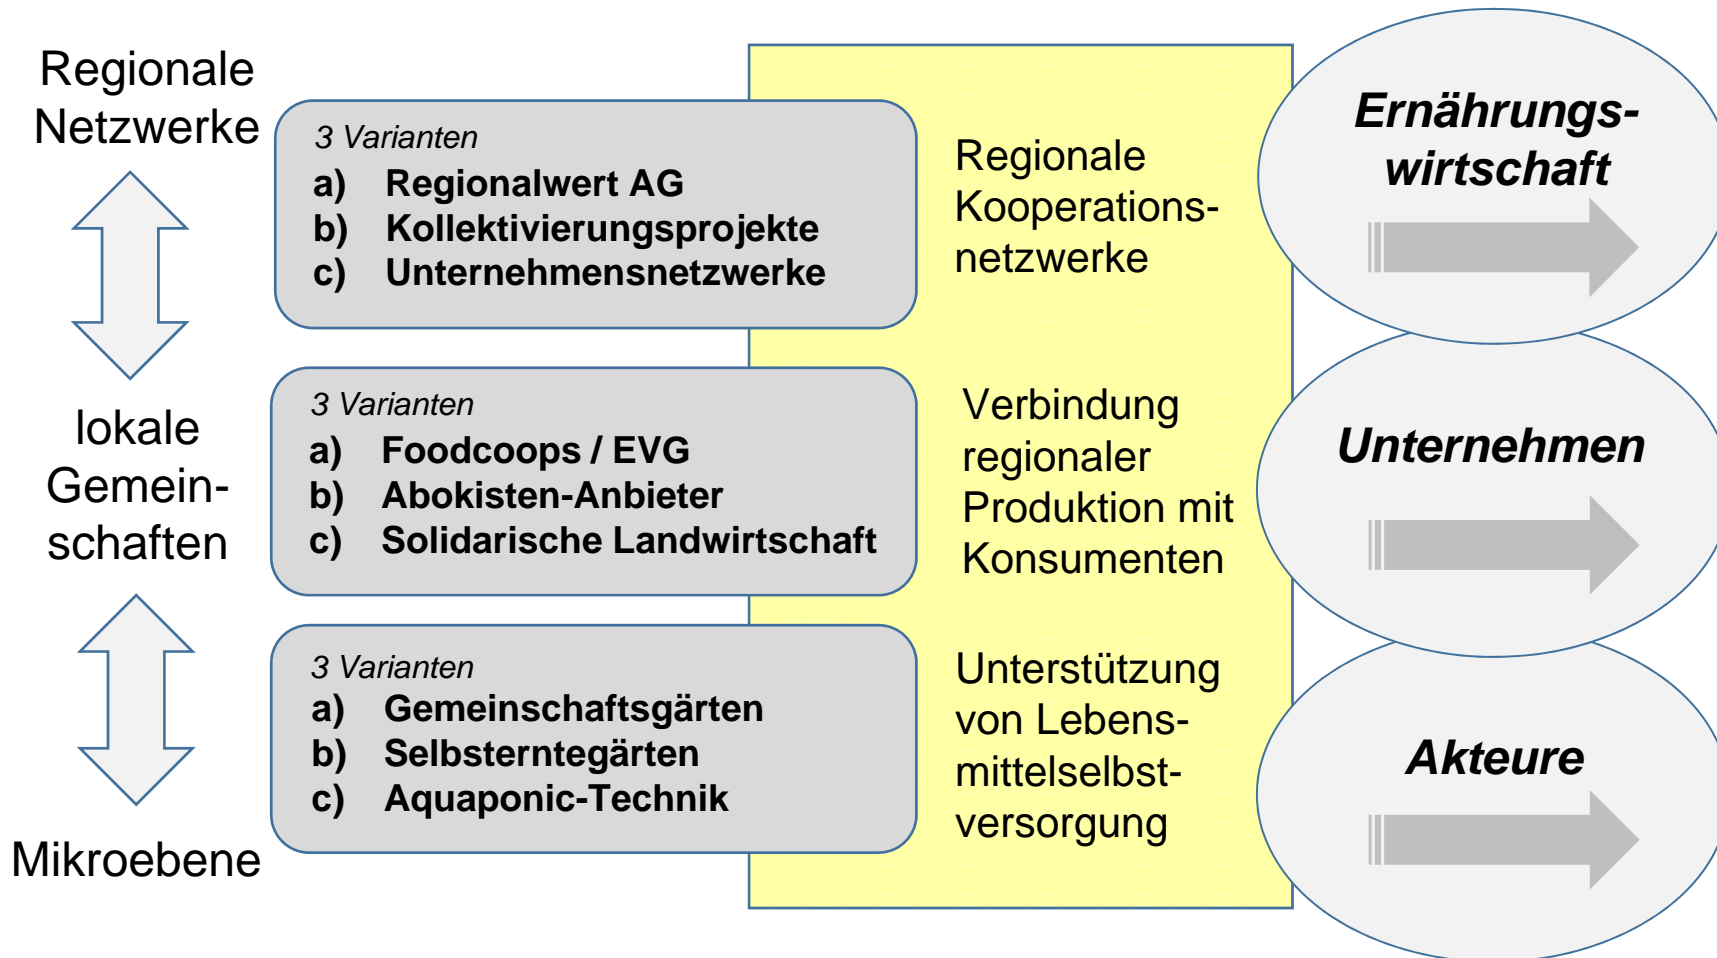 Regionale
Netzwerke
3 Varianten
a) Regionalwert AG
b) Kollektivierungsprojekte
c) Unternehmensnetzwerke
Regionale
Kooperations-
netzwerke
Ernährungs-
wirtschaft
lokale
Gemein-
schaften
3 Varianten
a) Foodcoops / EVG
b) Abokisten-Anbieter
c) Solidarische Landwirtschaft
Verbindung
regionaler
Produktion mit
Konsumenten
Unternehmen
Mikroebene
3 Varianten
a) Gemeinschaftsgärten
b) Selbsterntegärten
c) Aquaponic-Technik
Unterstützung
von Lebens-
mittelselbst-
versorgung
Akteure